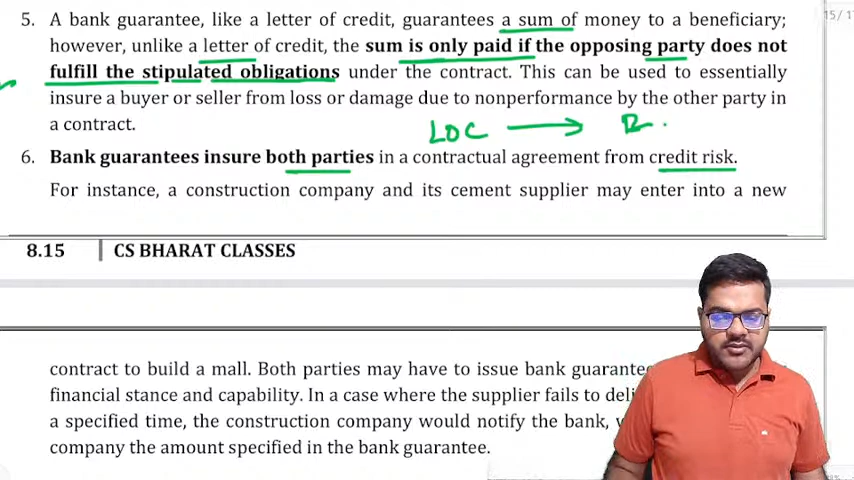 15/1
5. A bank guarantee, like a letter of credit, guarantees a sum of money to a beneficiary;
however, unlike a letter of credit, the sum is only paid if the opposing party does not
fulfill the stipulated obligations under the contract. This can be used to essentially
insure a buyer or seller from loss or damage due to nonperformance by the other party in
a contract.
LOC
6. Bank guarantees insure both parties in a contractual agreement from credit risk.
For instance, a construction company and its cement supplier may enter into a new
8.15 | CS BHARAT CLASSES
contract to build a mall. Both parties may have to issue bank
financial stance and capability. In a case where the supplier fails to
a specified time, the construction company would notify the bank,
company the amount specified in the bank guarantee.